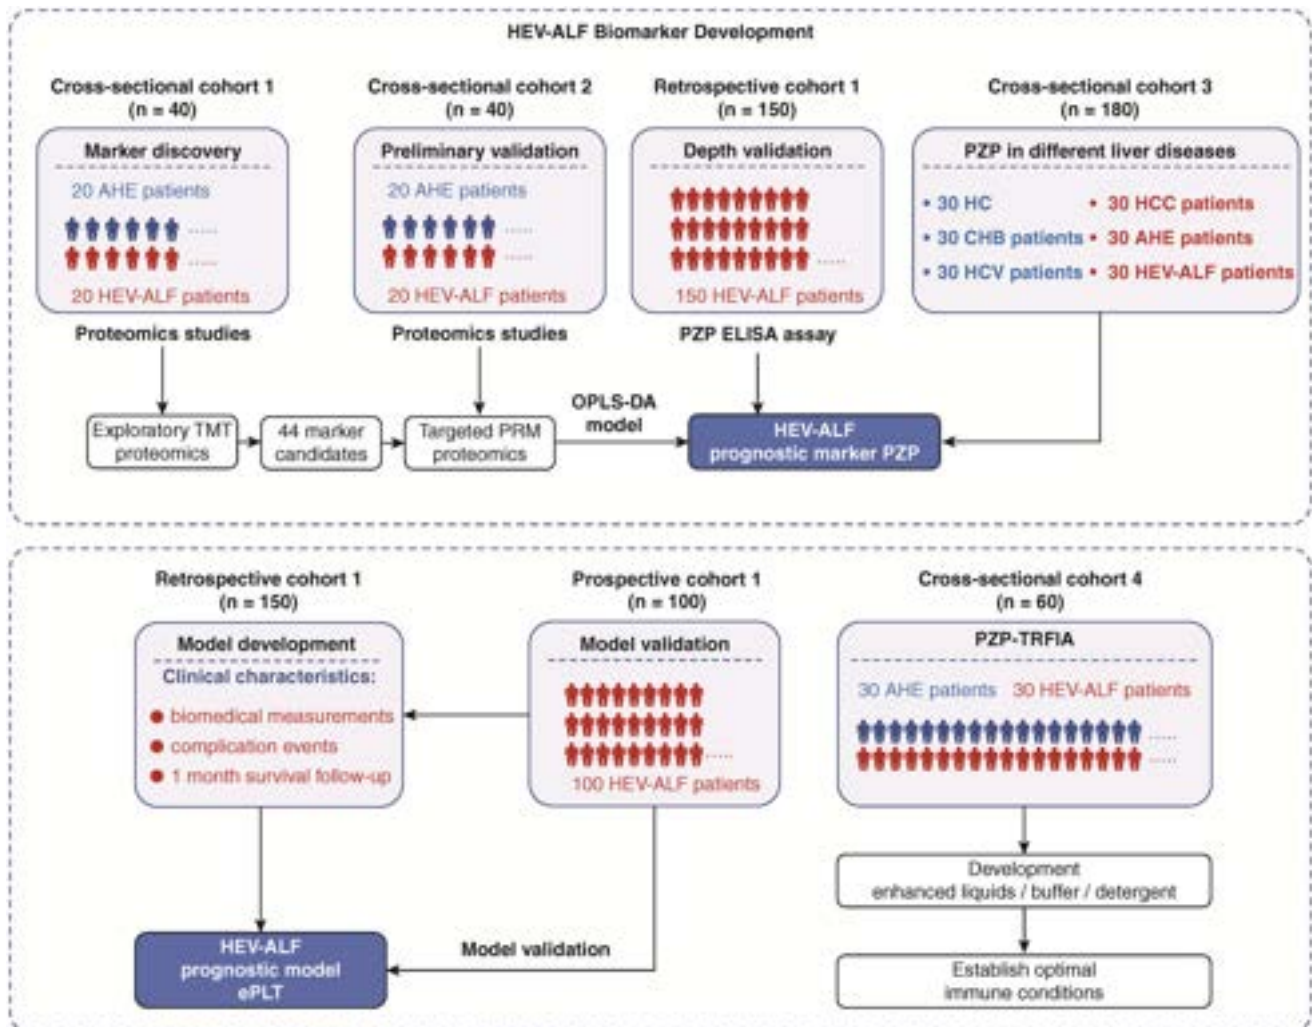 HEV-ALF Biomarker Development
Cross-sectional cohort 1
(n = 40)
Marker discovery
20 AHE patients
.....
.....
20 HEV-ALF patients
Proteomics studies
Cross-sectional cohort 2
(n = 40)
Preliminary validation
20 AHE patients
.....
.....
20 HEV-ALF patients
Proteomics studies
Retrospective cohort 1
(n = 150)
Depth validation
.....
150 HEV-ALF patients
PZP ELISA assay
Cross-sectional cohort 3
(n = 180)
PZP in different liver diseases
• 30 HC
• 30 CHB patients
• 30 HCV patients
• 30 HCC patients
• 30 AHE patients
• 30 HEV-ALF patients
Exploratory TMT
proteomics
44 marker
candidates
Targeted PRM
proteomics
OPLS-DA
model
HEV-ALF
prognostic marker PZP
Retrospective cohort 1
(n = 150)
Model development
Clinical characteristics:
● biomedical measurements
● complication events
● 1 month survival follow-up
Prospective cohort 1
(n = 100)
Model validation
.....
100 HEV-ALF patients
Cross-sectional cohort 4
(n = 60)
PZP-TRFIA
30 AHE patients 30 HEV-ALF patients
.....
.....
Development
enhanced liquids / buffer / detergent
Establish optimal
immune conditions
Model validation
HEV-ALF
prognostic model
ePLT